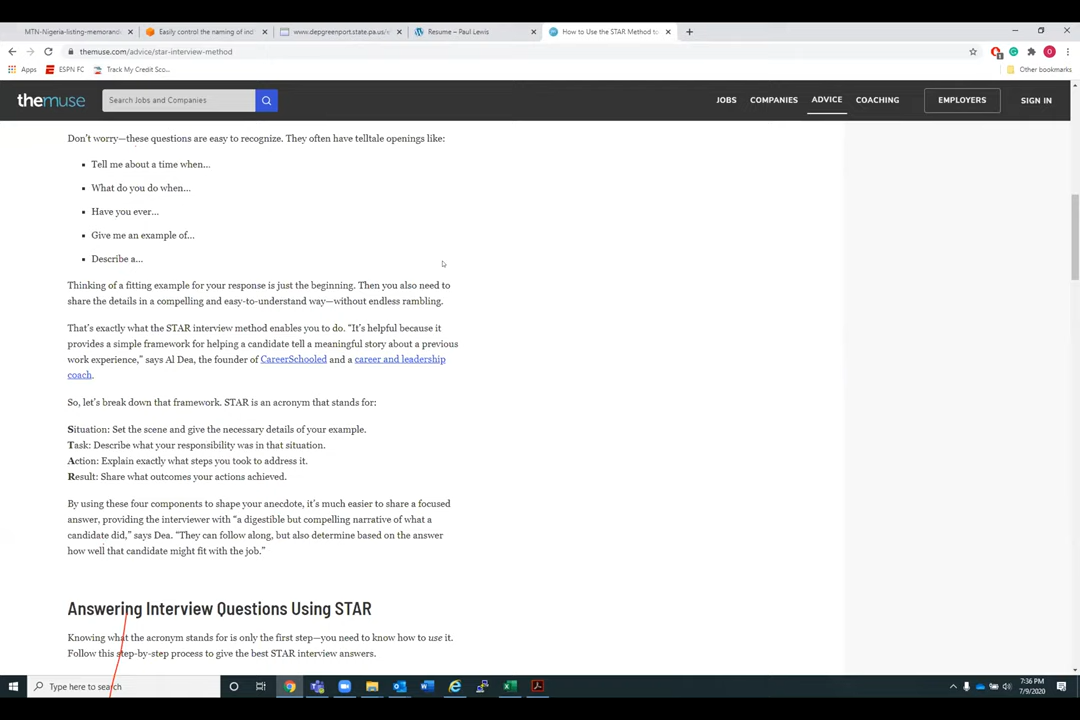 MTN-Nigeria-listing-memorand
Easily control the naming of ind
www.depgreenport.state.pa.us/
Resume – Paul Lewis
How to Use the STAR Method to
themuse.com/advice/star-interview-method
Apps
ESPN FC
Track My Credit Sco...
Other bookmarks
themuse
Search Jobs and Companies
JOBS
COMPANIES
ADVICE
COACHING
EMPLOYERS
SIGN IN
Don't worry—these questions are easy to recognize. They often have telltale openings like:
Tell me about a time when...
What do you do when...
Have you ever...
Give me an example of...
Describe a...
Thinking of a fitting example for your response is just the beginning. Then you also need to
share the details in a compelling and easy-to-understand way—without endless rambling.
That's exactly what the STAR interview method enables you to do. "It's helpful because it
provides a simple framework for helping a candidate tell a meaningful story about a previous
work experience," says Al Dea, the founder of CareerSchooled and a career and leadership
coach.
So, let's break down that framework. STAR is an acronym that stands for:
Situation: Set the scene and give the necessary details of your example.
Task: Describe what your responsibility was in that situation.
Action: Explain exactly what steps you took to address it.
Result: Share what outcomes your actions achieved.
By using these four components to shape your anecdote, it's much easier to share a focused
answer, providing the interviewer with "a digestible but compelling narrative of what a
candidate did," says Dea. "They can follow along, but also determine based on the answer
how well that candidate might fit with the job."
Answering Interview Questions Using STAR
Knowing what the acronym stands for is only the first step—you need to know how to use it.
Follow this step-by-step process to give the best STAR interview answers.
Type here to search
7:36 PM
7/9/2020